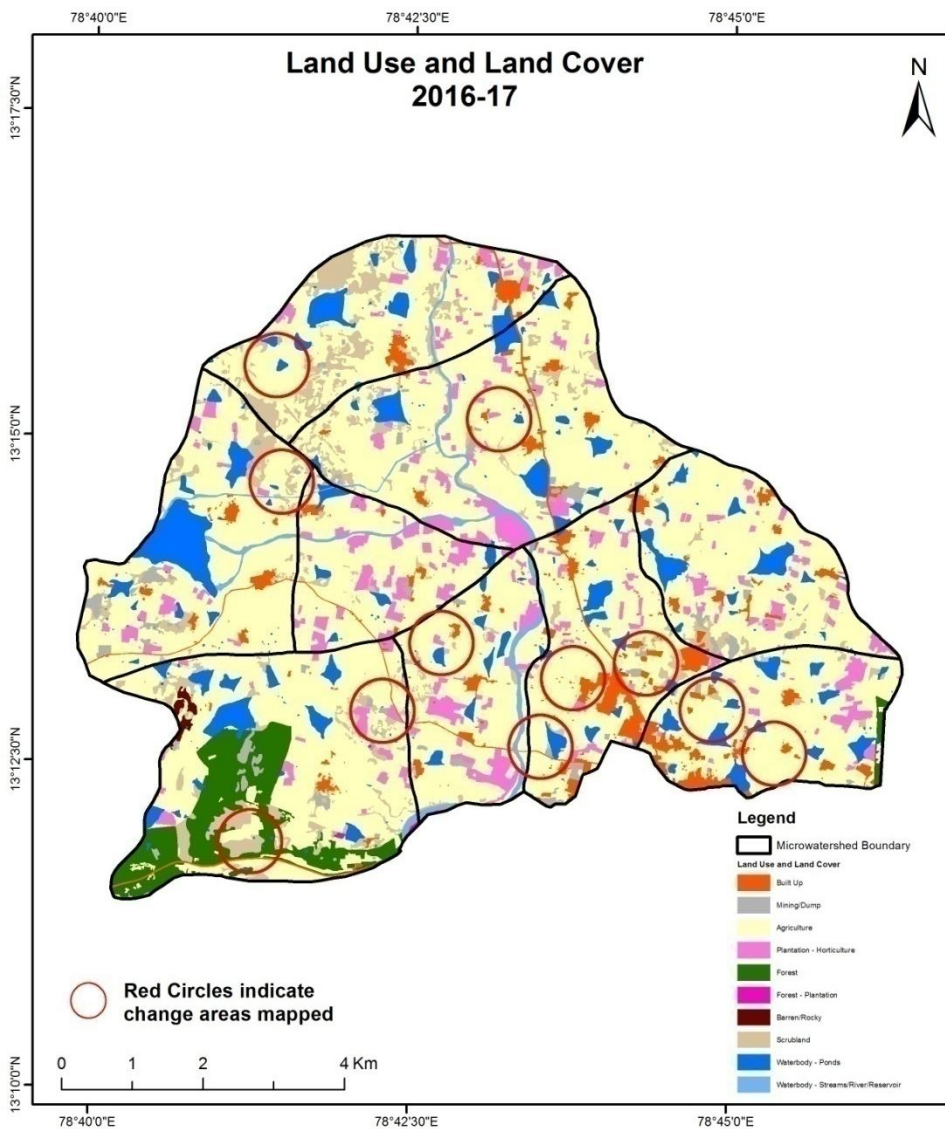 78°40'0"E 78°42'30"E 78°45'0"E
Land Use and Land Cover
2016-17
N
13°17'30"N
13°15'0"N
13°12'30"N
13°10'0"N
Legend
Microwatershed Boundary
Land Use and Land Cover
Built Up
Mining/Dump
Agriculture
Plantation - Horticulture
Forest
Forest - Plantation
Barren/Rocky
Scrubland
Waterbody - Ponds
Waterbody - Streams/River/Reservoir
Red Circles indicate
change areas mapped
0 1 2 4 Km
78°40'0"E 78°42'30"E 78°45'0"E